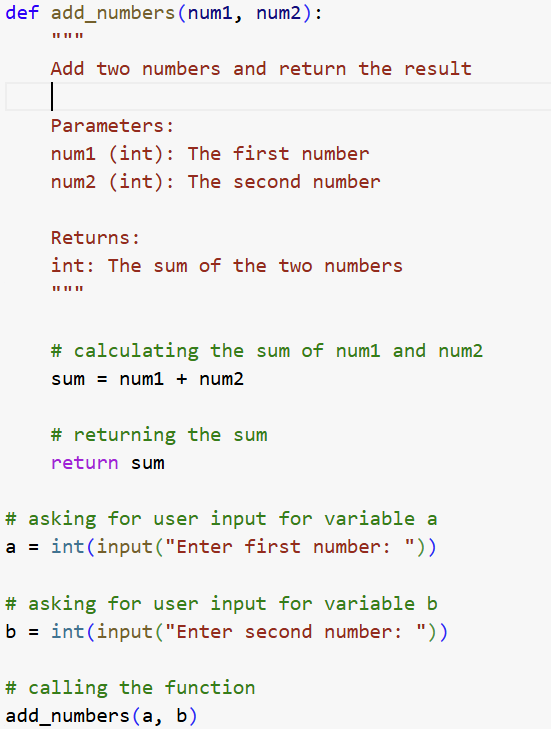 def add_numbers(num1, num2):
    """
    Add two numbers and return the result

    Parameters:
    num1 (int): The first number
    num2 (int): The second number

    Returns:
    int: The sum of the two numbers
    """

    # calculating the sum of num1 and num2
    sum = num1 + num2

    # returning the sum
    return sum

# asking for user input for variable a
a = int(input("Enter first number: "))

# asking for user input for variable b
b = int(input("Enter second number: "))

# calling the function
add_numbers(a, b)